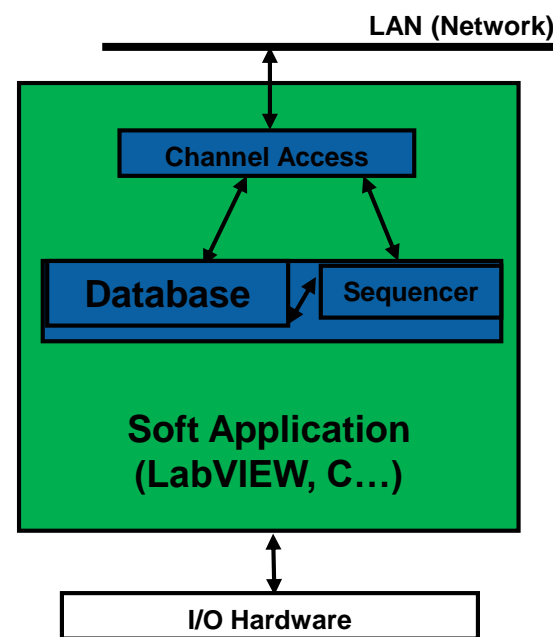 LAN (Network)
Channel Access
Database
Sequencer
Soft Application
(LabVIEW, C…)
I/O Hardware